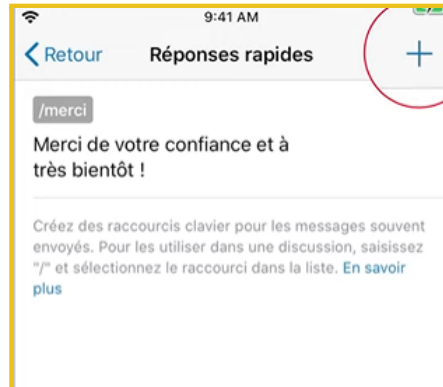 9:41 AM
Retour
Réponses rapides
/merci
Merci de votre confiance et à
très bientôt !
Créez des raccourcis clavier pour les messages souvent
envoyés. Pour les utiliser dans une discussion, saisissez
"/" et sélectionnez le raccourci dans la liste. En savoir
plus